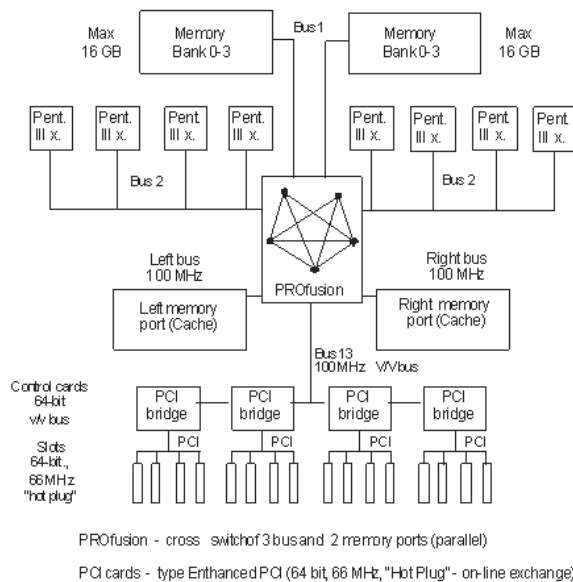 Max
16 GB
Memory
Bank 0-3
Bus 1
Memory
Bank 0-3
Max
16 GB
Pent.
III x.
Pent.
III x.
Pent.
III x.
Pent.
III x.
Pent.
III x.
Pent.
III x.
Pent.
III x.
Pent.
III x.
Bus 2
Bus 2
PROfusion
Left bus
100 MHz
Right bus
100 MHz
Left memory
port (Cache)
Right memory
port (Cache)
Bus 13
100 MHz V/V bus
Control cards
64-bit
v/v bus
PCI
bridge
PCI
bridge
PCI
bridge
PCI
bridge
Slots
64-bit.,
66 MHz
"hot plug"
PCI
PCI
PCI
PCI
PROfusion - cross switch of 3 bus and 2 memory ports (parallel)
PCI cards - type Enthanced PCI (64 bit, 66 MHz, "Hot Plug" - on-line exchange)